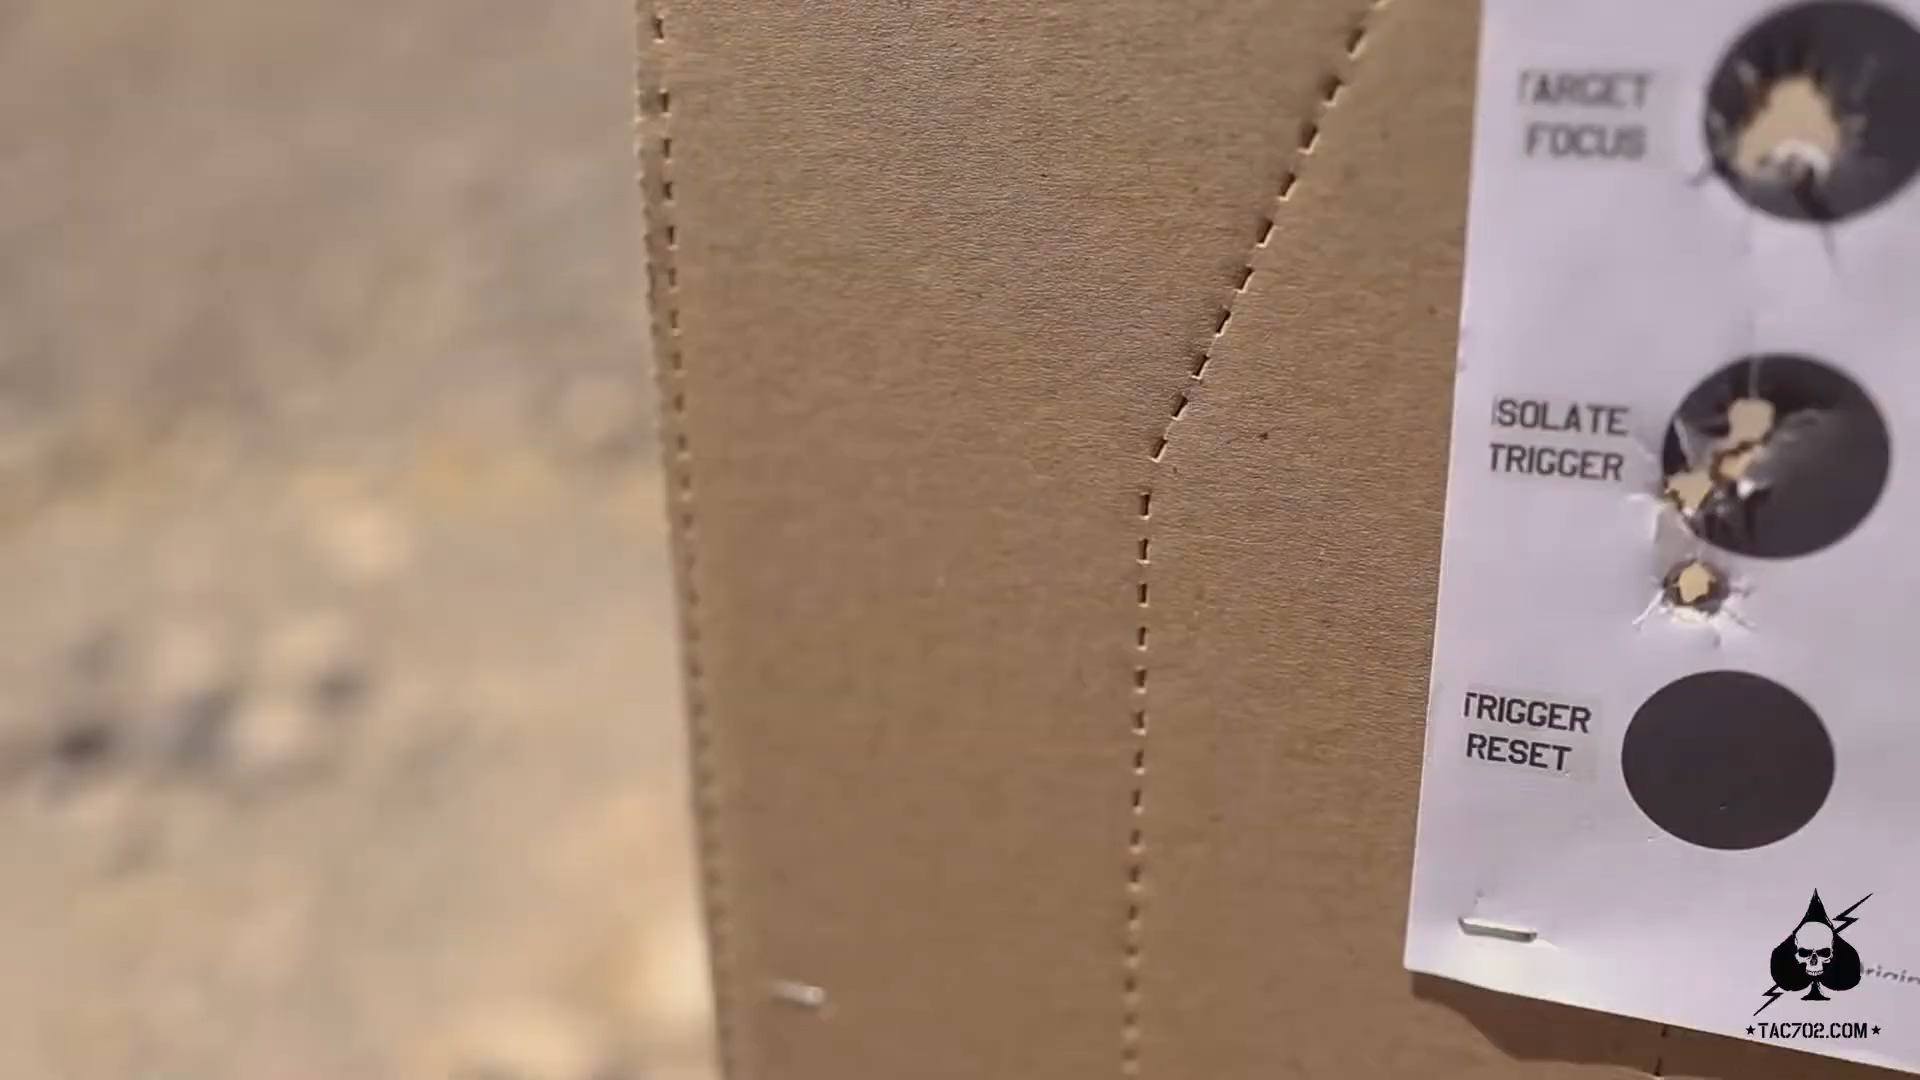 TARGET
FOCUS
ISOLATE
TRIGGER
TRIGGER
RESET
★TAC702.COM★